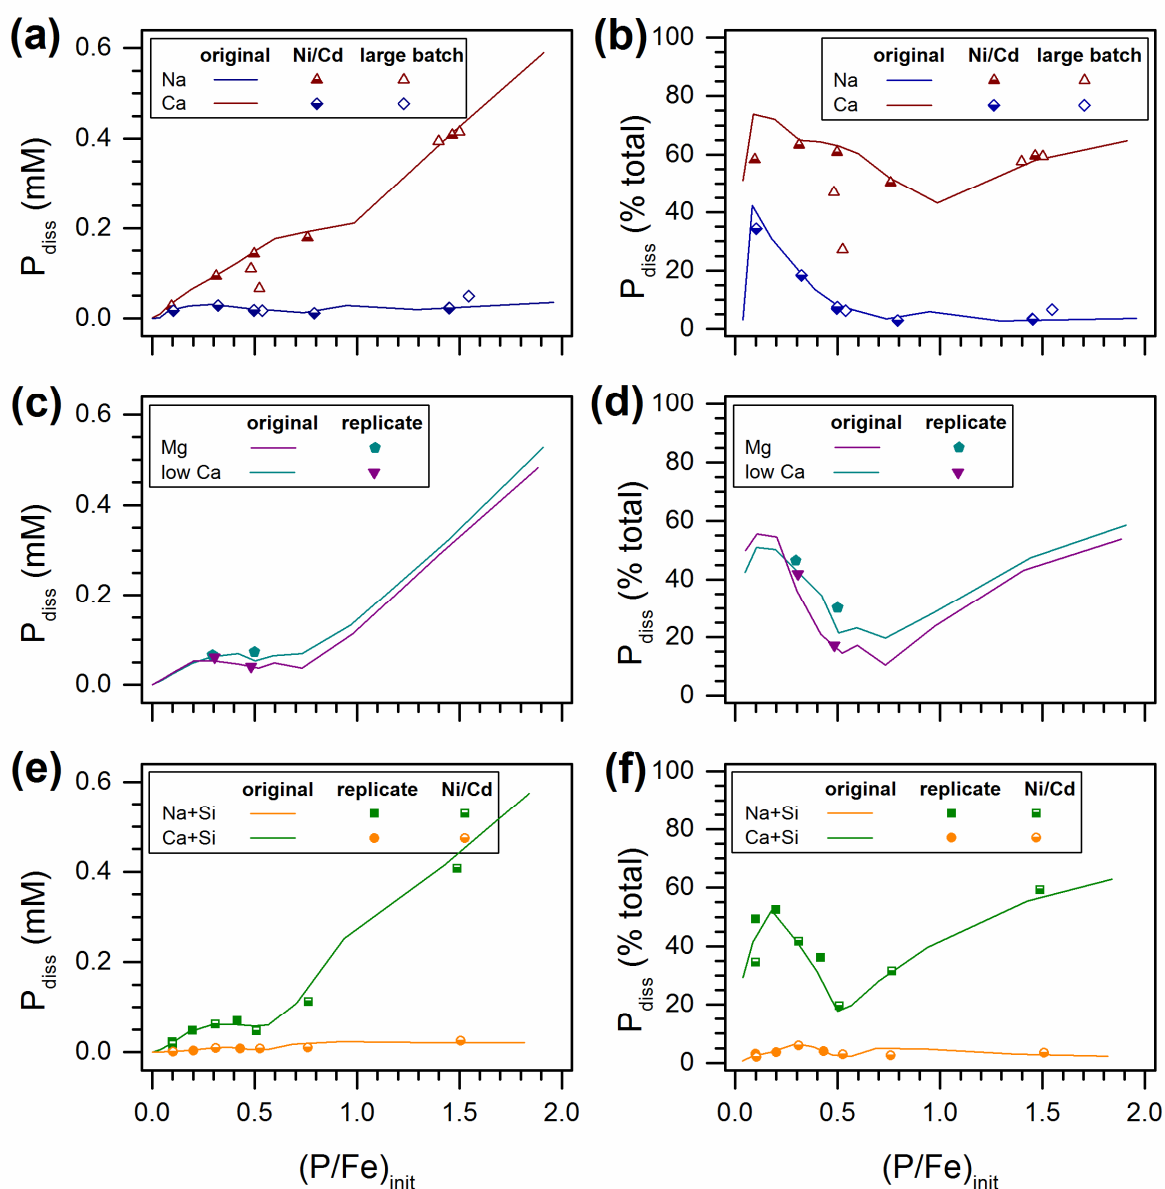 (a)
original Ni/Cd large batch
Na
Ca
P_diss (mM)
0.6
0.4
0.2
0.0
(b)
original Ni/Cd large batch
Na
Ca
P_diss (% total)
100
80
60
40
20
0
(c)
original replicate
Mg
low Ca
P_diss (mM)
0.6
0.4
0.2
0.0
(d)
original replicate
Mg
low Ca
P_diss (% total)
100
80
60
40
20
0
(e)
original replicate Ni/Cd
Na+Si
Ca+Si
P_diss (mM)
0.6
0.4
0.2
0.0
0.0 0.5 1.0 1.5 2.0
(P/Fe)_init
(f)
original replicate Ni/Cd
Na+Si
Ca+Si
P_diss (% total)
100
80
60
40
20
0
0.0 0.5 1.0 1.5 2.0
(P/Fe)_init